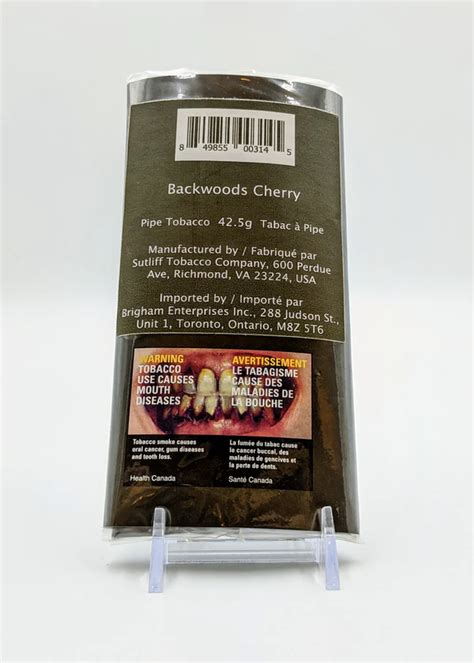 8 49855 00314 5
Backwoods Cherry
Pipe Tobacco 42.5g Tabac à Pipe
Manufactured by / Fabriqué par
Sutliff Tobacco Company, 600 Perdue
Ave, Richmond, VA 23224, USA
Imported by / Importé par
Brigham Enterprises Inc., 288 Judson St.,
Unit 1, Toronto, Ontario, M8Z 5T6
WARNING
TOBACCO
USE CAUSES
MOUTH
DISEASES
Tobacco smoke causes
oral cancer, gum diseases
and tooth loss.
Health Canada
AVERTISSEMENT
LE TABAGISME
CAUSE DES
MALADIES DE
LA BOUCHE
La fumée du tabac cause
le cancer buccal, des
maladies de gencives et
la perte de dents.
Santé Canada